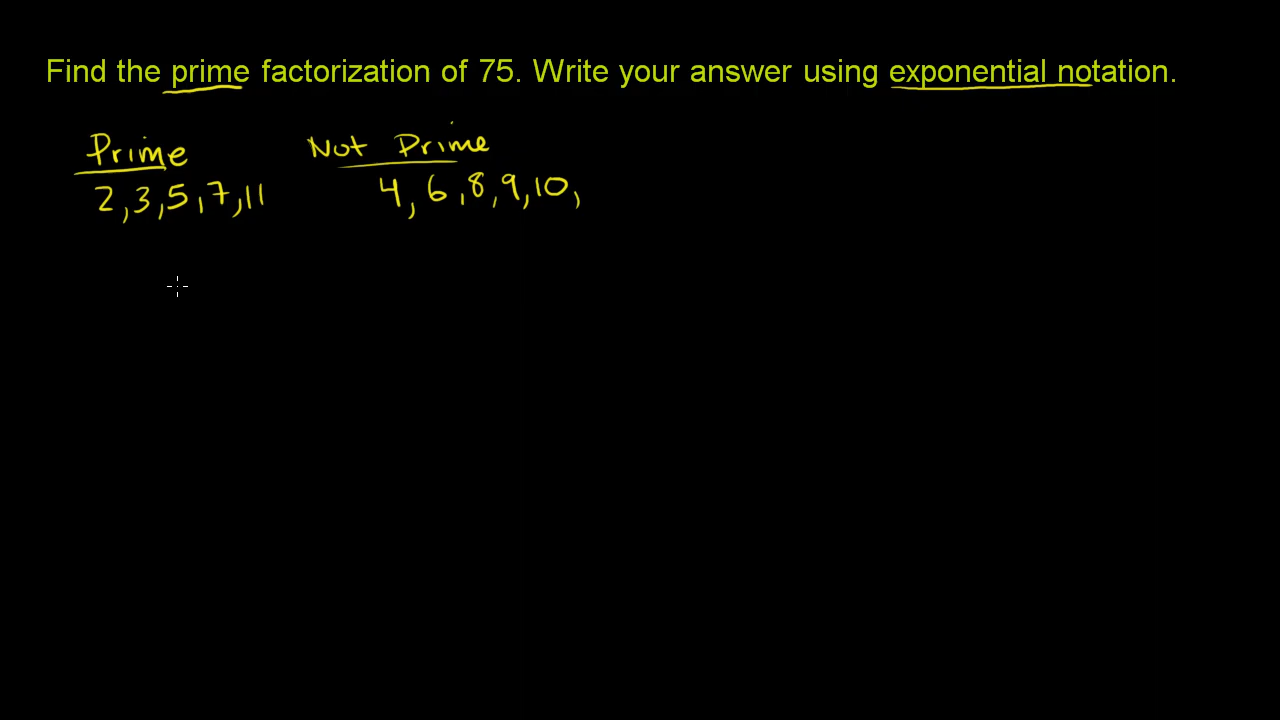 Find the prime factorization of 75. Write your answer using exponential notation.
Prime Not Prime
2, 3, 5, 7, 11 4, 6, 8, 9, 10,